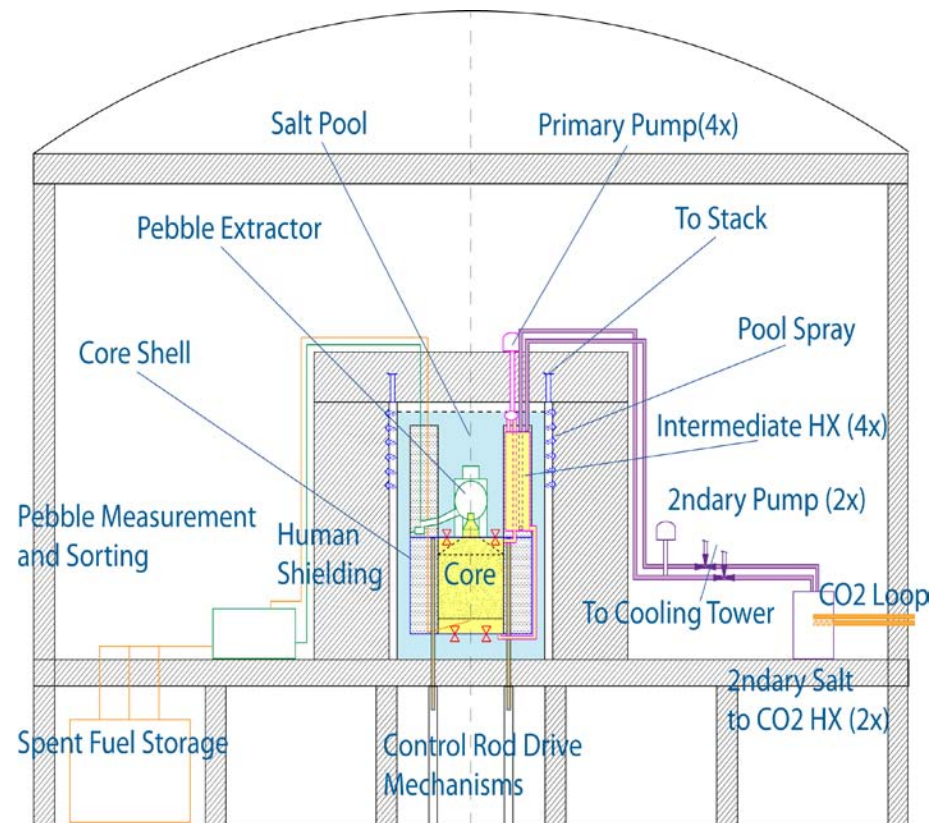 Salt Pool
Primary Pump(4x)
Pebble Extractor
To Stack
Core Shell
Pool Spray
Intermediate HX (4x)
Pebble Measurement
and Sorting
Human
Shielding
Core
2ndary Pump (2x)
To Cooling Tower
CO2 Loop
2ndary Salt
to CO2 HX (2x)
Spent Fuel Storage
Control Rod Drive
Mechanisms